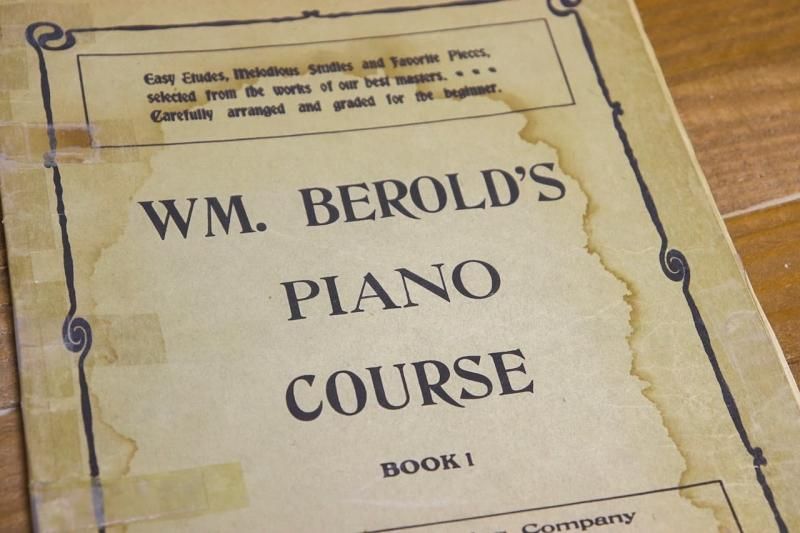 Easy Etudes, Melodious Studies and Favorite Pieces,
selected from the works of our best masters. * * *
Carefully arranged and graded for the beginner.
WM. BEROLD'S
PIANO
COURSE
BOOK 1
Company